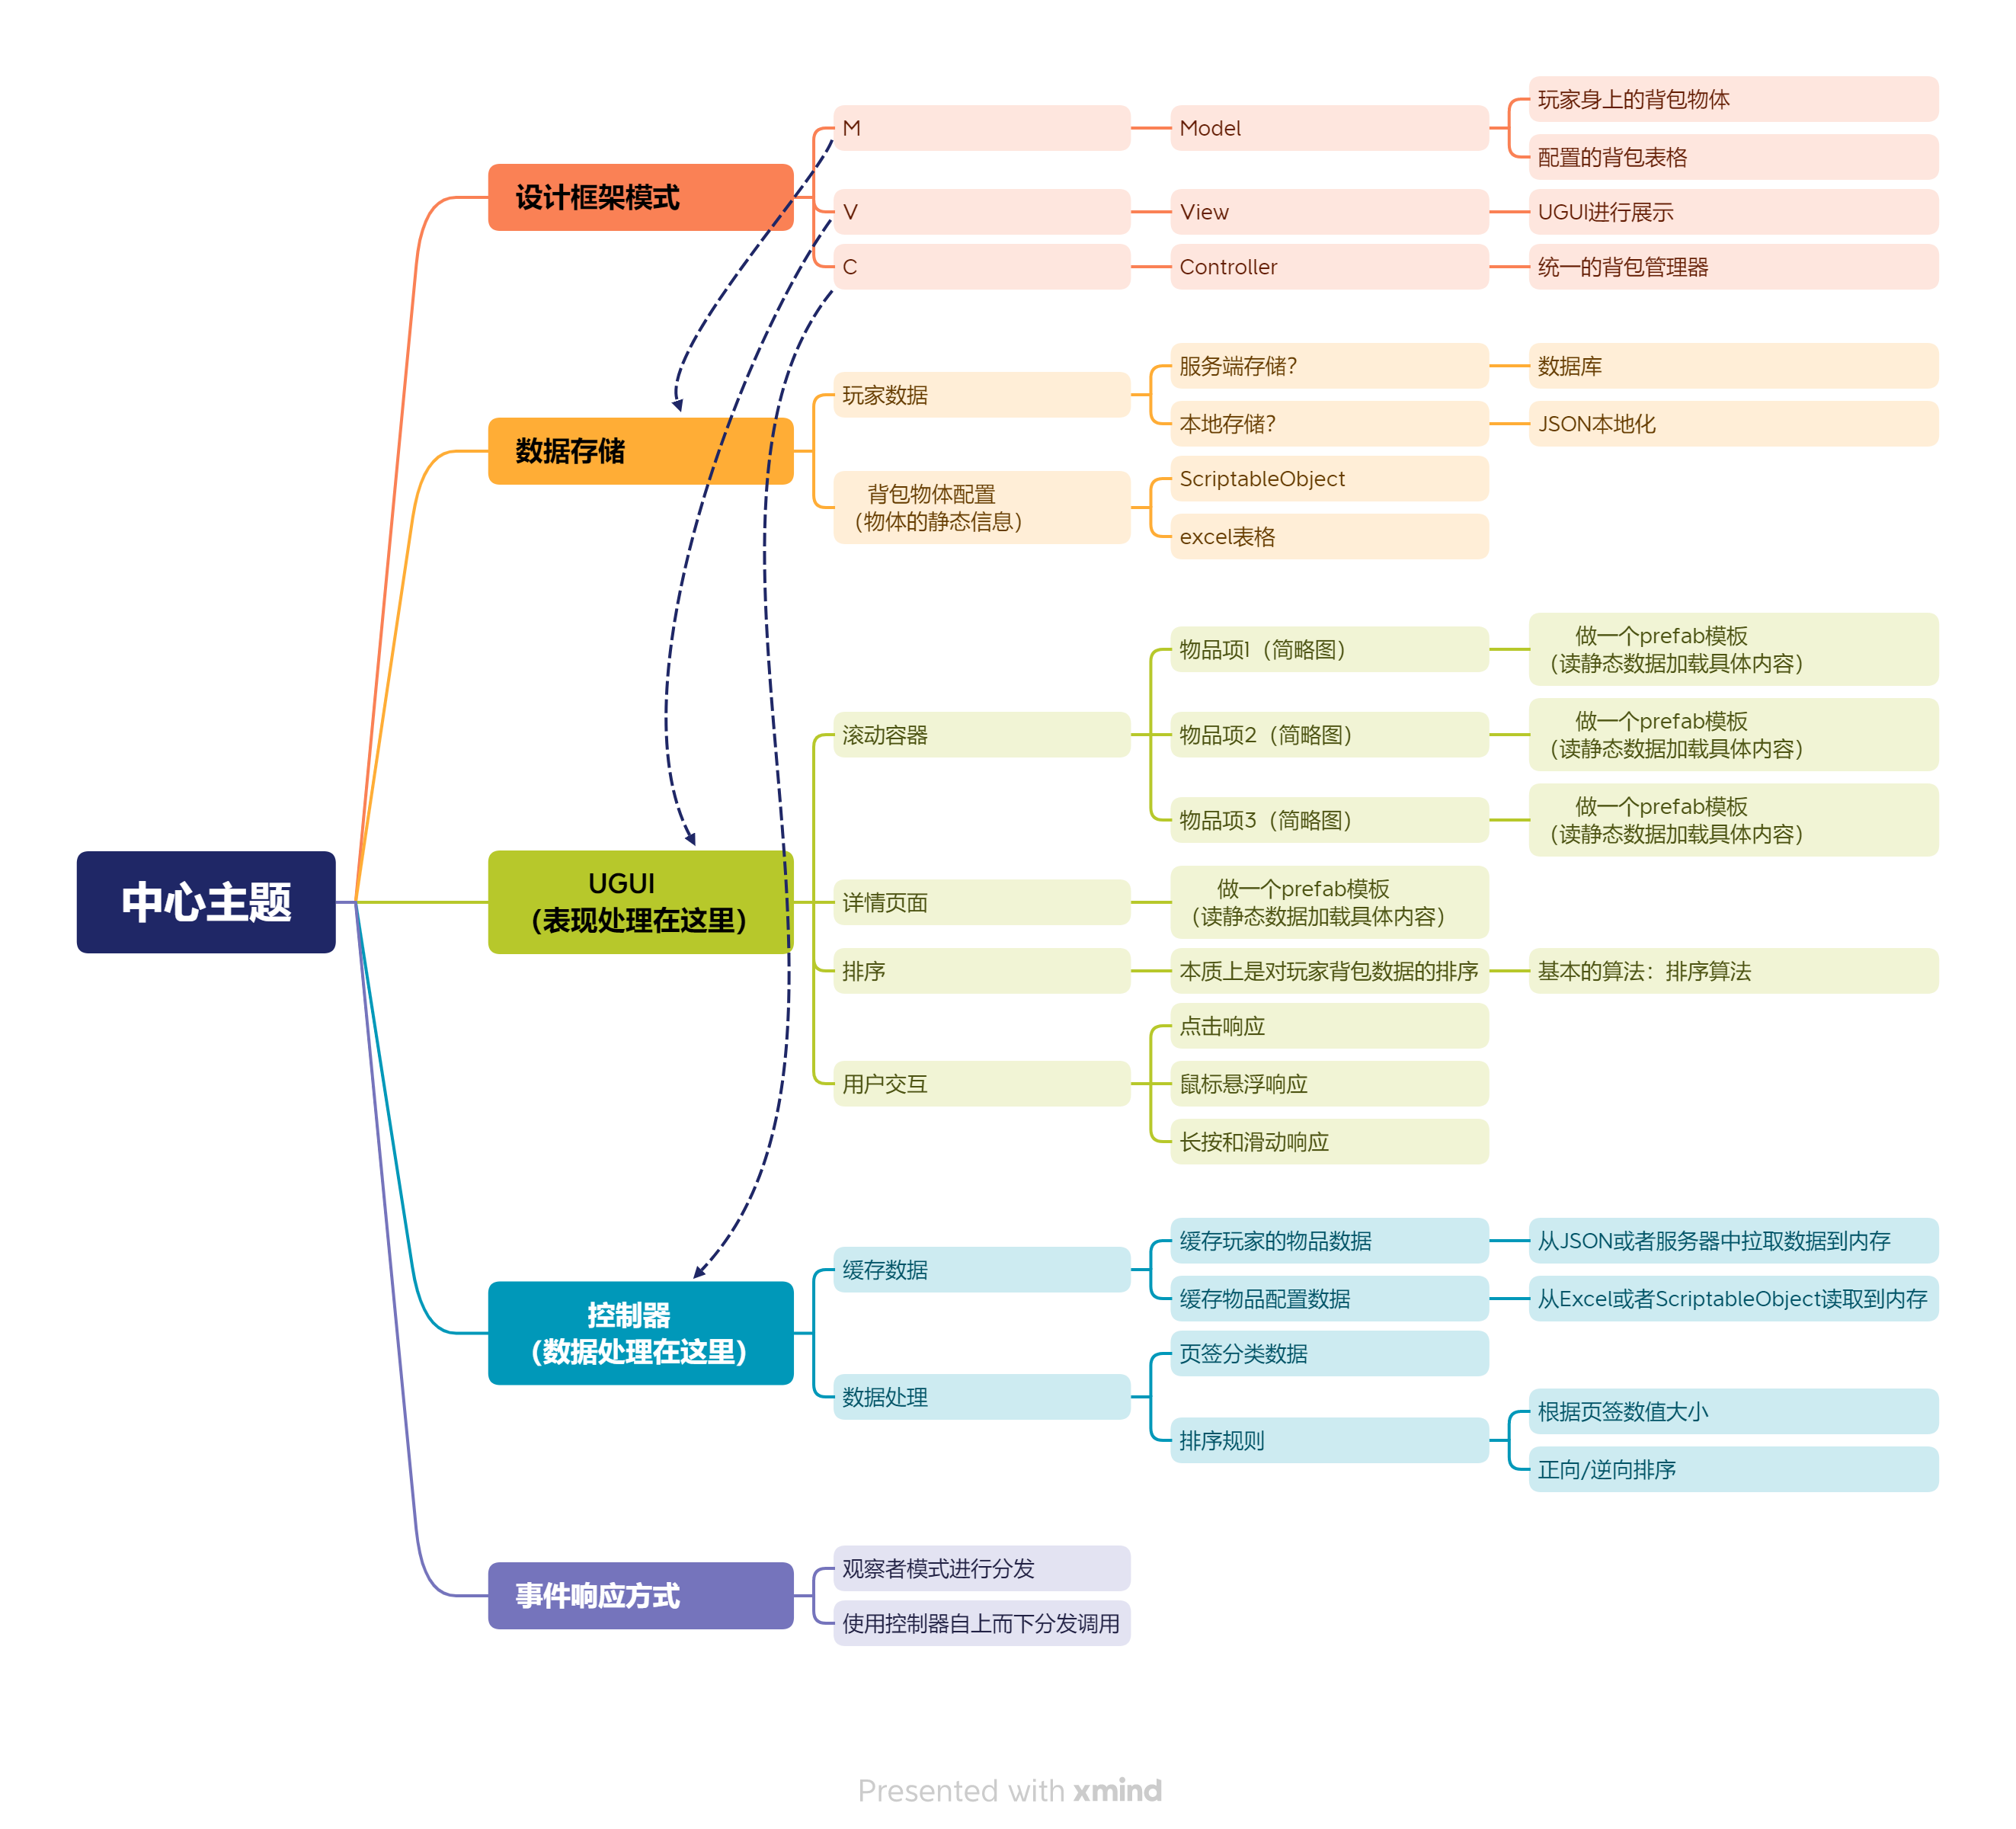 中心主题
设计框架模式
M
Model
玩家身上的背包物体
配置的背包表格
V
View
UGUI进行展示
C
Controller
统一的背包管理器
数据存储
玩家数据
服务端存储？
数据库
本地存储？
JSON本地化
背包物体配置
（物体的静态信息）
ScriptableObject
excel表格
UGUI
（表现处理在这里）
滚动容器
物品项1（简略图）
做一个prefab模板
（读静态数据加载具体内容）
物品项2（简略图）
做一个prefab模板
（读静态数据加载具体内容）
物品项3（简略图）
做一个prefab模板
（读静态数据加载具体内容）
详情页面
做一个prefab模板
（读静态数据加载具体内容）
排序
本质上是对玩家背包数据的排序
基本的算法：排序算法
用户交互
点击响应
鼠标悬浮响应
长按和滑动响应
控制器
（数据处理在这里）
缓存数据
缓存玩家的物品数据
从JSON或者服务器中拉取数据到内存
缓存物品配置数据
从Excel或者ScriptableObject读取到内存
数据处理
页签分类数据
排序规则
根据页签数值大小
正向/逆向排序
事件响应方式
观察者模式进行分发
使用控制器自上而下分发调用
Presented with xmind